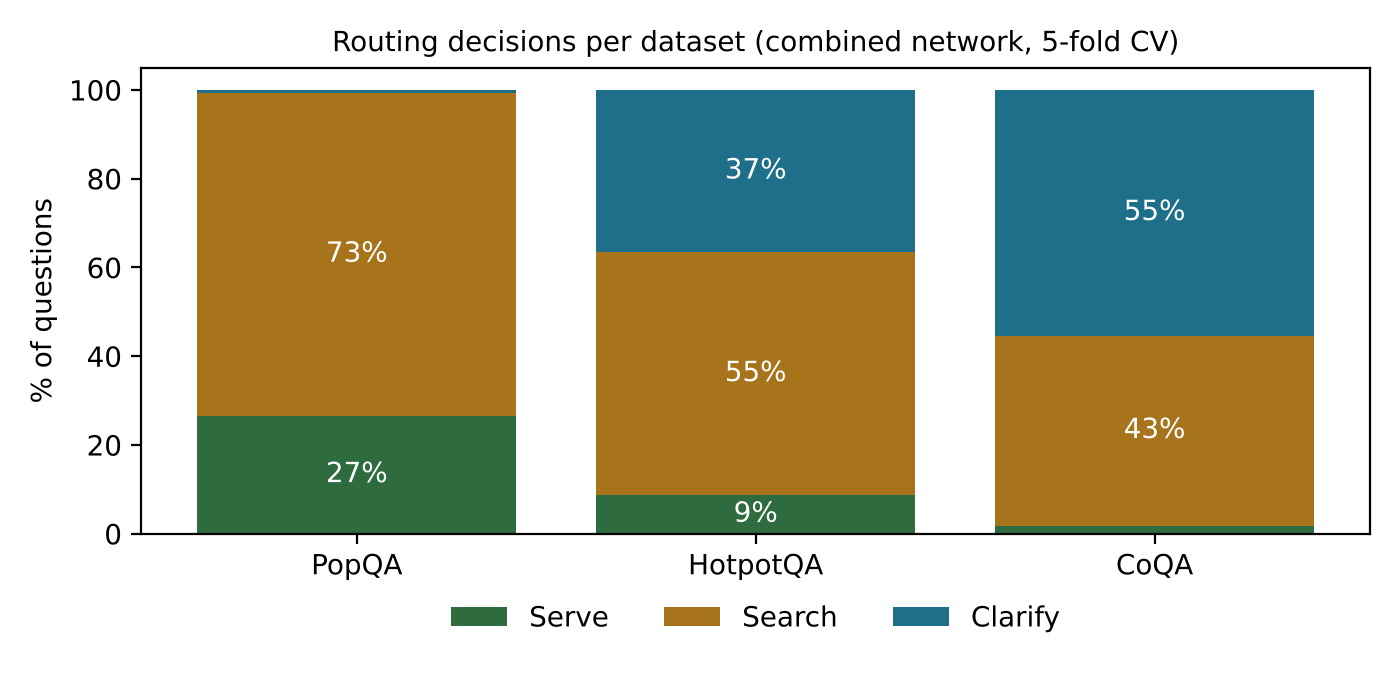 Routing decisions per dataset (combined network, 5-fold CV)
% of questions
100
80
60
40
20
0
73%
27%
37%
55%
9%
55%
43%
PopQA
HotpotQA
CoQA
Serve
Search
Clarify